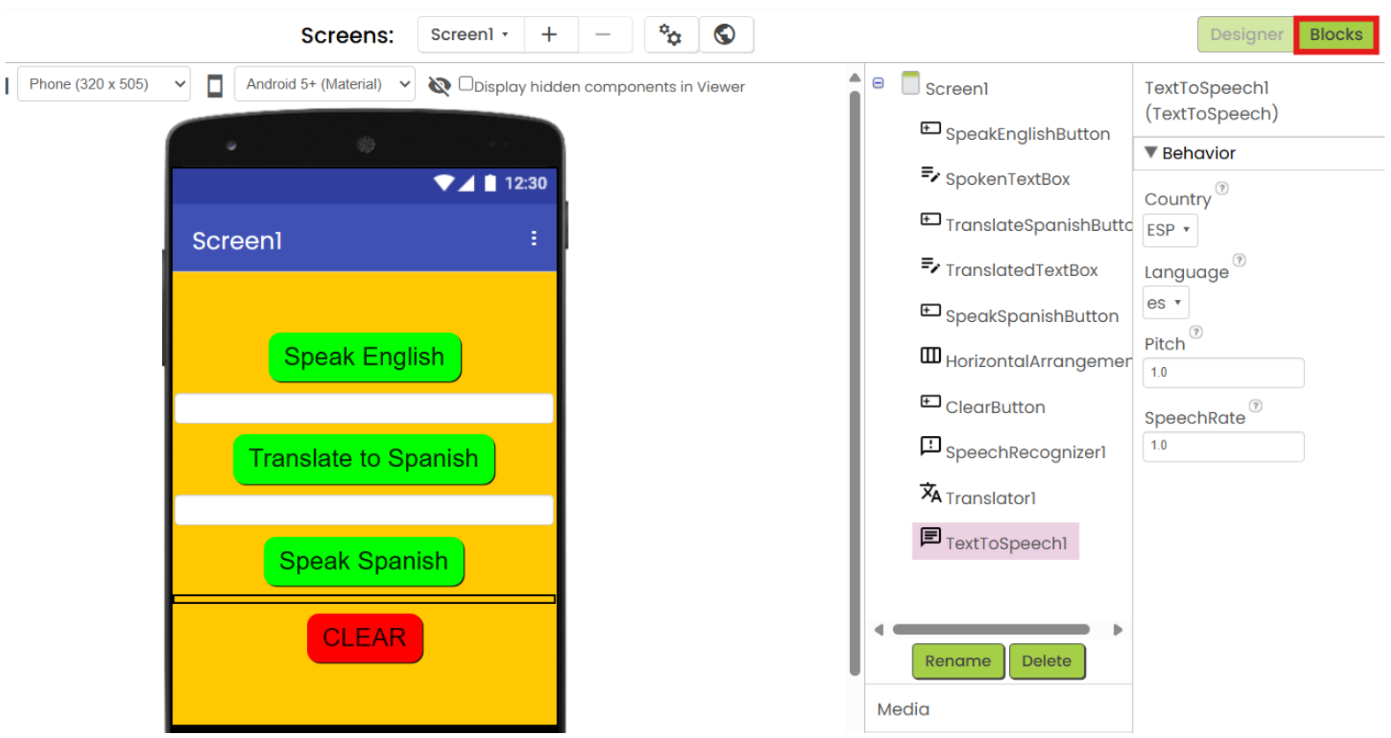 Screens:
Screen1
Designer
Blocks
Phone (320 x 505)
Android 5+ (Material)
Display hidden components in Viewer
12:30
Screen1
Speak English
Translate to Spanish
Speak Spanish
CLEAR
Screen1
SpeakEnglishButton
SpokenTextBox
TranslateSpanishButto
TranslatedTextBox
SpeakSpanishButton
HorizontalArrangemer
ClearButton
SpeechRecognizer1
Translator1
TextToSpeech1
Rename
Delete
Media
TextToSpeech1
(TextToSpeech)
Behavior
Country
ESP
Language
es
Pitch
1.0
SpeechRate
1.0